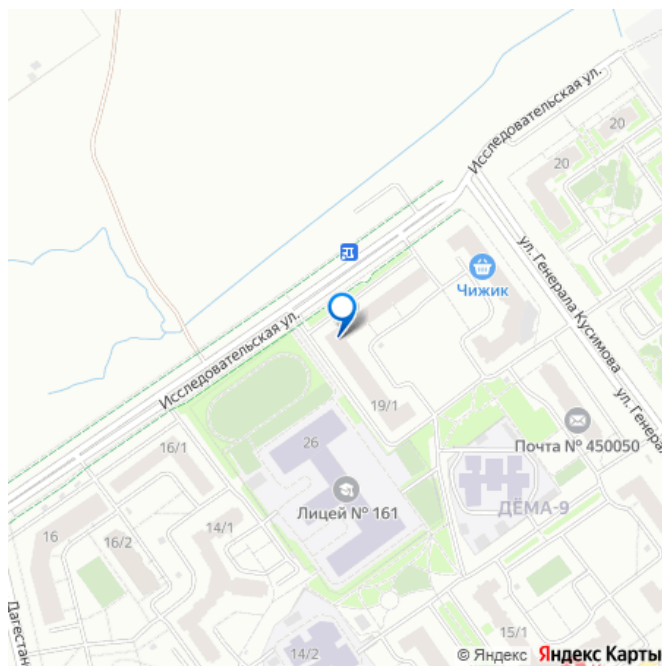 Исследовательская ул.
20
20
ул. Генерала Кусимова
Чижик
Исследовательская ул.
19/1
ул. Генера
26
Почта № 450050
16/1
Лицей № 161
ДЁМА-9
14/1
16
16/2
Дагестан
14/2
15/1
© Яндекс Яндекс Карты